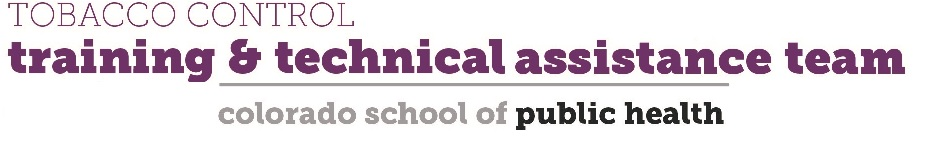 TOBACCO CONTROL
training & technical assistance team
colorado school of public health